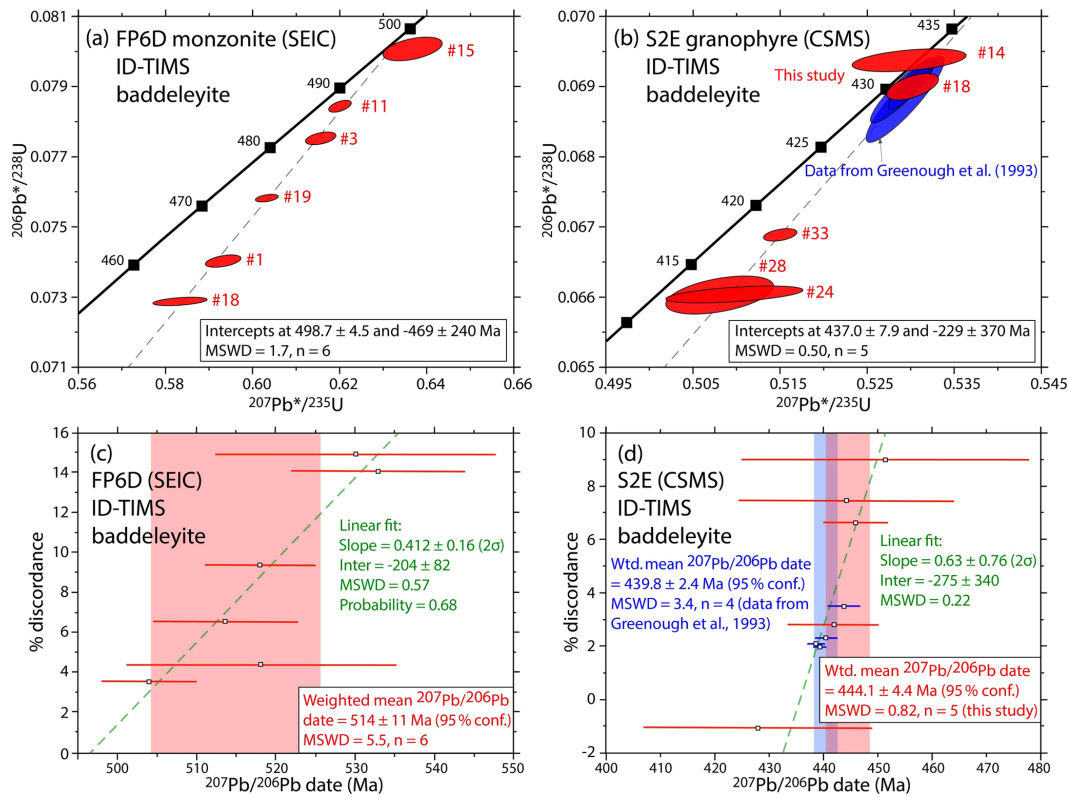 (a) FP6D monzonite (SEIC)
ID-TIMS
baddeleyite
0.081
0.079
0.077
0.075
0.073
0.071
206Pb*/238U
500
490
480
470
460
#15
#11
#3
#19
#1
#18
Intercepts at 498.7 ± 4.5 and -469 ± 240 Ma
MSWD = 1.7, n = 6
0.56
0.58
0.60
0.62
0.64
0.66
207Pb*/235U
(b) S2E granophyre (CSMS)
ID-TIMS
baddeleyite
0.070
0.069
0.068
0.067
0.066
0.065
206Pb*/238U
435
430
425
420
415
This study
#14
#18
Data from Greenough et al. (1993)
#33
#28
#24
Intercepts at 437.0 ± 7.9 and -229 ± 370 Ma
MSWD = 0.50, n = 5
0.495
0.505
0.515
0.525
0.535
0.545
207Pb*/235U
(c)
FP6D (SEIC)
ID-TIMS
baddeleyite
16
14
12
10
8
6
4
2
0
% discordance
Linear fit:
Slope = 0.412 ± 0.16 (2σ)
Inter = -204 ± 82
MSWD = 0.57
Probability = 0.68
Weighted mean 207Pb/206Pb
date = 514 ± 11 Ma (95 % conf.)
MSWD = 5.5, n = 6
500
510
520
530
540
550
207Pb/206Pb date (Ma)
(d)
S2E (CSMS)
ID-TIMS
baddeleyite
10
8
6
4
2
0
-2
% discordance
Wtd. mean 207Pb/206Pb date
= 439.8 ± 2.4 Ma (95 % conf.)
MSWD = 3.4, n = 4 (data from
Greenough et al., 1993)
Linear fit:
Slope = 0.63 ± 0.76 (2σ)
Inter = -275 ± 340
MSWD = 0.22
Wtd. mean 207Pb/206Pb date
= 444.1 ± 4.4 Ma (95 % conf.)
MSWD = 0.82, n = 5 (this study)
400
410
420
430
440
450
460
470
480
207Pb/206Pb date (Ma)